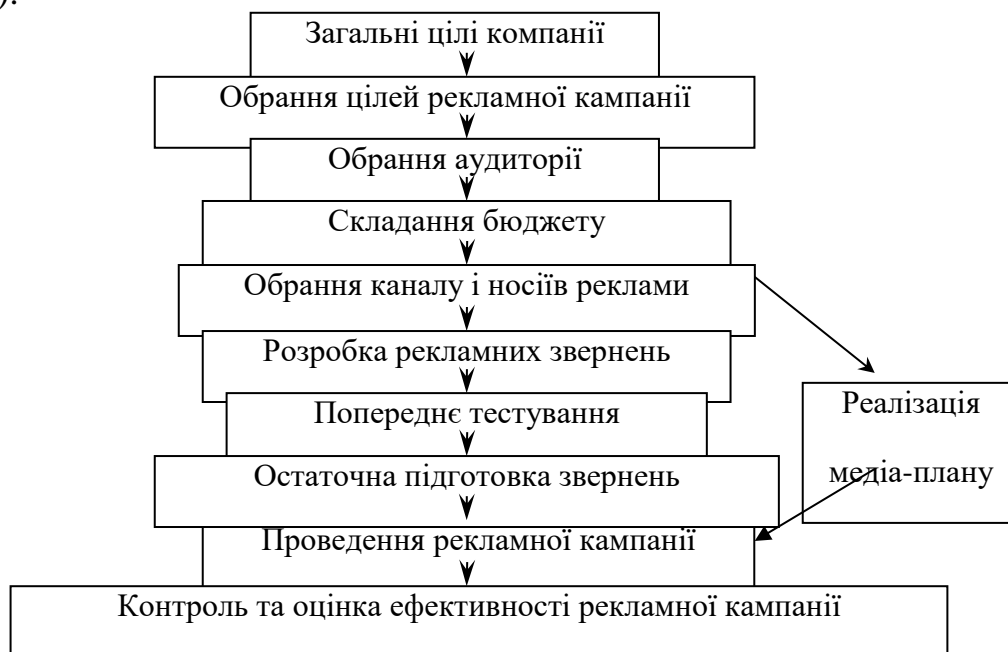 ).
Загальні цілі компанії
Обрання цілей рекламної кампанії
Обрання аудиторії
Складання бюджету
Обрання каналу і носіїв реклами
Розробка рекламних звернень
Попереднє тестування
Реалізація
медіа-плану
Остаточна підготовка звернень
Проведення рекламної кампанії
Контроль та оцінка ефективності рекламної кампанії